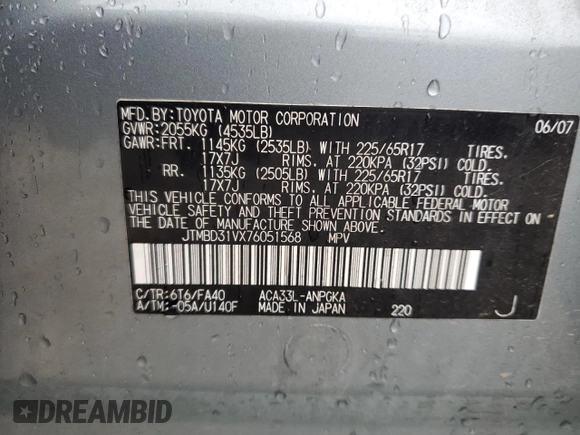 MFD. BY: TOYOTA MOTOR CORPORATION 06/07
GVWR: 2055KG (4535LB)
GAWR: FRT. 1145KG (2535LB) WITH 225/65R17 TIRES.
17X7J RIMS. AT 220KPA (32PSI) COLD.
RR. 1135KG (2505LB) WITH 225/65R17 TIRES.
17X7J RIMS. AT 220KPA (32PSI) COLD.
THIS VEHICLE CONFORMS TO ALL APPLICABLE FEDERAL MOTOR
VEHICLE SAFETY AND THEFT PREVENTION STANDARDS IN EFFECT ON
THE DATE OF MANUFACTURE SHOWN ABOVE.
JTMBD31VX76051568 MPV
C/TR: 6T6/FA40 ACA33L-ANPGKA
A/TM: -05A/U140F MADE IN JAPAN 220 J
DREAMBID